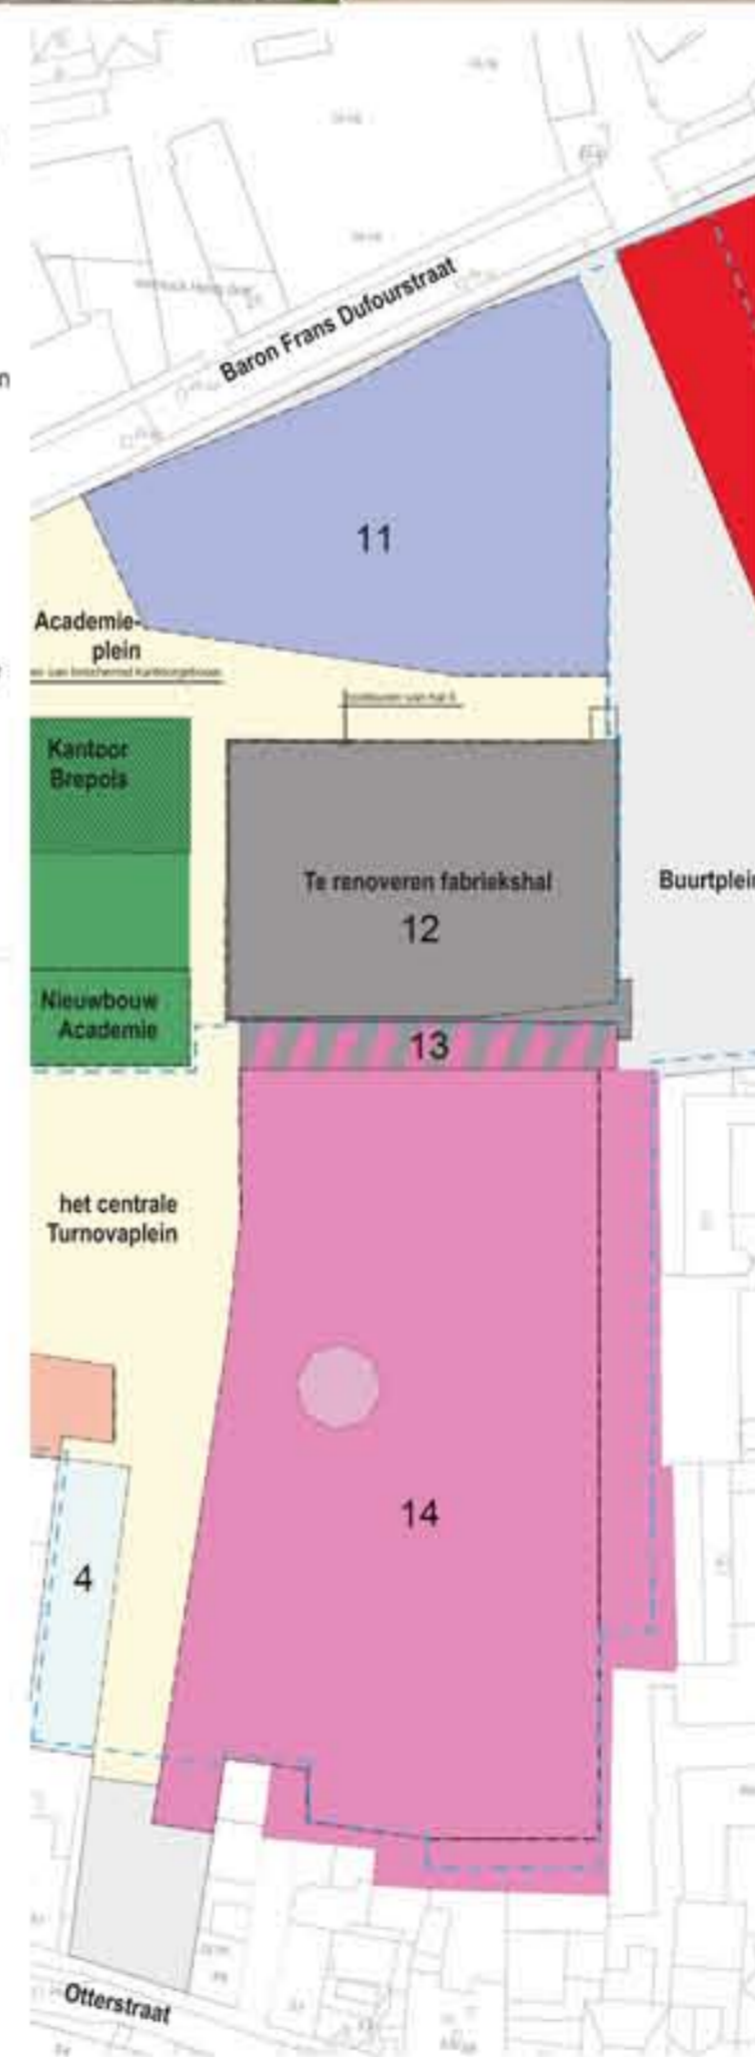 Baron Frans Dufourstraat
11
Academie-
plein
Kantoor
Brepols
Te renoveren fabriekshal
12
Buurtplein
Nieuwbouw
Academie
13
het centrale
Turnovaplein
14
4
Otterstraat